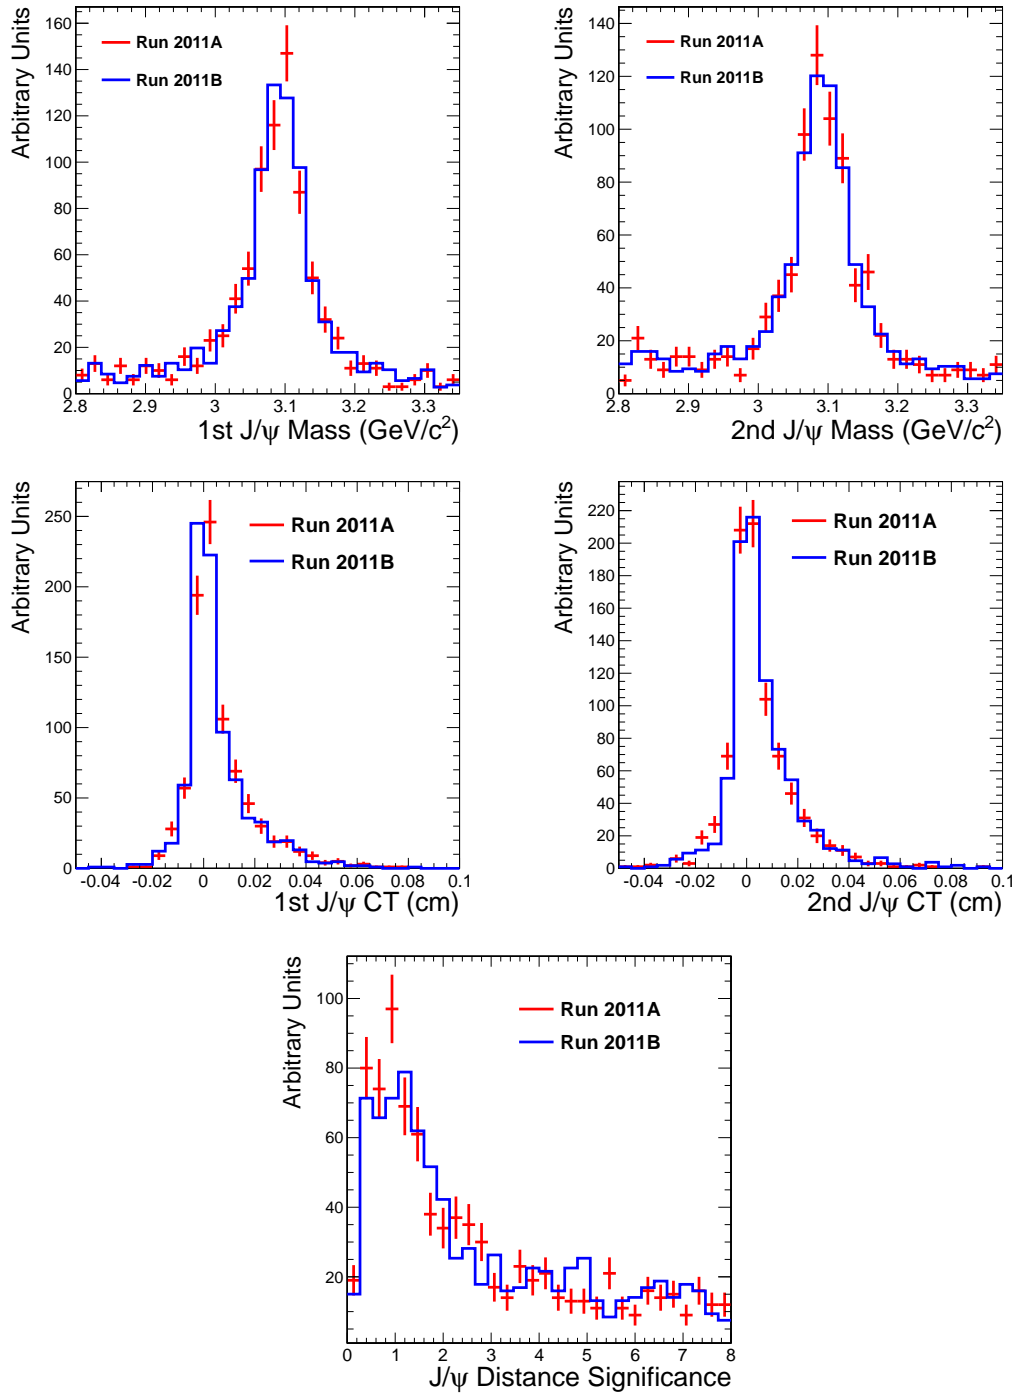 Arbitrary Units
160
140
120
100
80
60
40
20
0
Run 2011A
Run 2011B
2.8 2.9 3 3.1 3.2 3.3
1st J/ψ Mass (GeV/c²)
Arbitrary Units
140
120
100
80
60
40
20
0
Run 2011A
Run 2011B
2.8 2.9 3 3.1 3.2 3.3
2nd J/ψ Mass (GeV/c²)
Arbitrary Units
250
200
150
100
50
0
Run 2011A
Run 2011B
-0.04 -0.02 0 0.02 0.04 0.06 0.08 0.1
1st J/ψ CT (cm)
Arbitrary Units
220
200
180
160
140
120
100
80
60
40
20
0
Run 2011A
Run 2011B
-0.04 -0.02 0 0.02 0.04 0.06 0.08 0.1
2nd J/ψ CT (cm)
Arbitrary Units
100
80
60
40
20
Run 2011A
Run 2011B
0 1 2 3 4 5 6 7 8
J/ψ Distance Significance